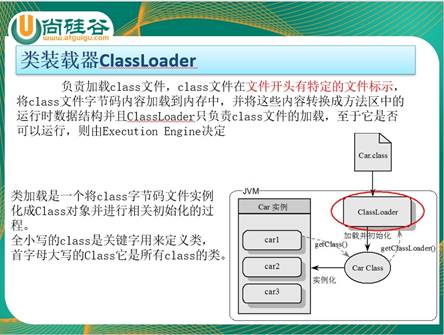 尚硅谷
www.atguigu.com
类装载器ClassLoader
负责加载class文件，class文件在文件开头有特定的文件标示，
将class文件字节码内容加载到内存中，并将这些内容转换成方法区中的
运行时数据结构并且ClassLoader只负责class文件的加载，至于它是否
可以运行，则由Execution Engine决定
Car.class
类加载是一个将class字节码文件实例
化成Class对象并进行相关初始化的过
程。
全小写的class是关键字用来定义类，
首字母大写的Class它是所有class的类。
JVM
Car 实例
ClassLoader
加载并初始化
car1
getClass()
getClassLoader()
car2
Car Class
实例化
car3